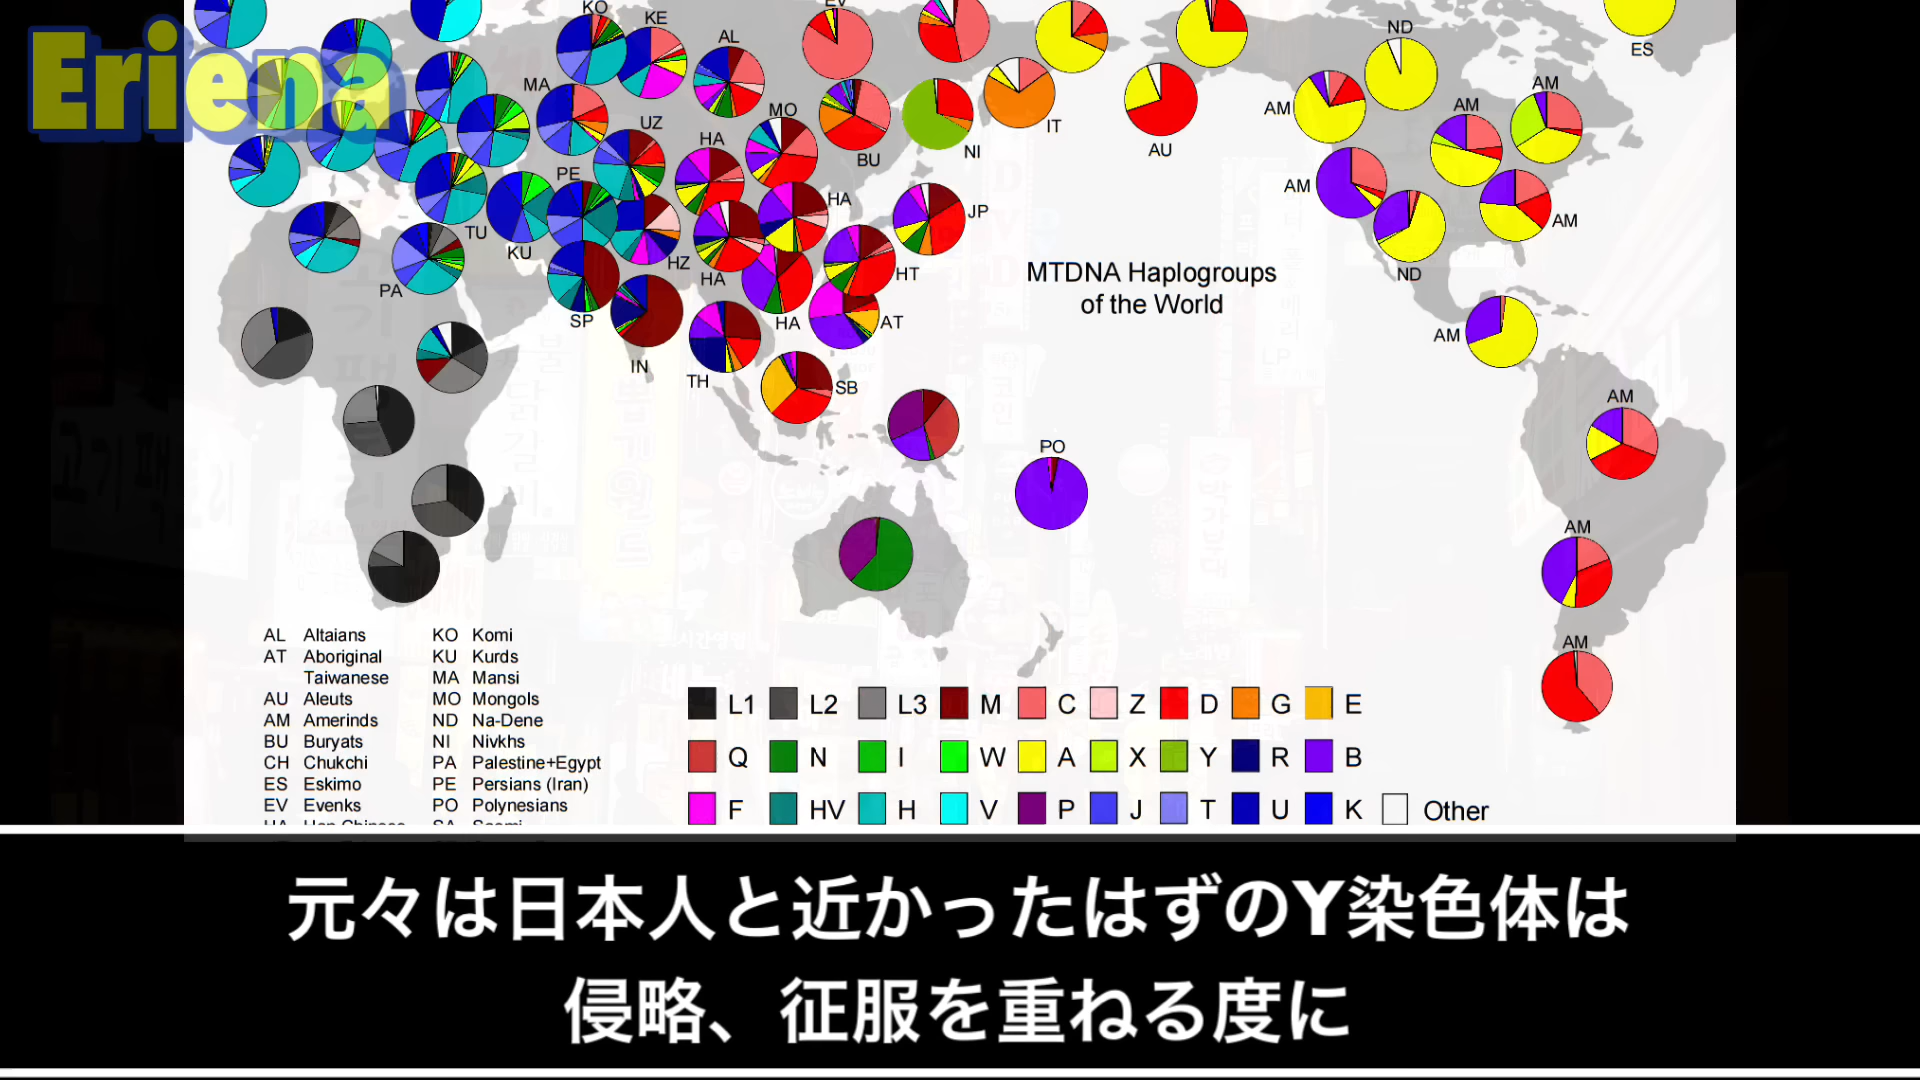 Eriena
KO
KE
AL
EV
ND
ES
MA
UZ
HA
MO
BU
NI
IT
AU
AM
AM
AM
PE
HA
JP
AM
AM
TU
KU
HZ
HA
HT
ND
PA
SP
IN
HA
AT
AM
TH
SB
MTDNA Haplogroups
of the World
AM
PO
AM
AM
AL Altaians KO Komi
AT Aboriginal KU Kurds
Taiwanese MA Mansi
AU Aleuts MO Mongols
AM Amerinds ND Na-Dene
BU Buryats NI Nivkhs
CH Chukchi PA Palestine+Egypt
ES Eskimo PE Persians (Iran)
EV Evenks PO Polynesians
L1 L2 L3 M C Z D G E
Q N I W A X Y R B
F HV H V P J T U K Other
元々は日本人と近かったはずのY染色体は
侵略、征服を重ねる度に